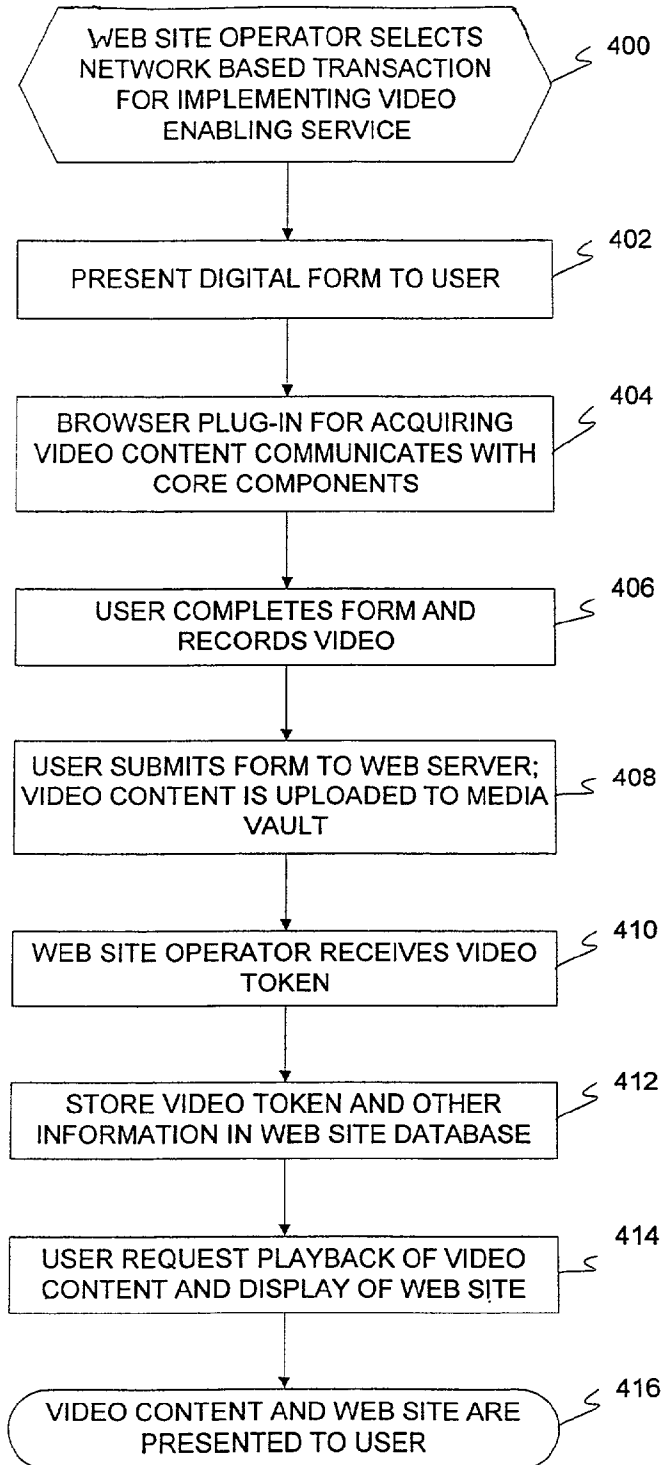 WEB SITE OPERATOR SELECTS
NETWORK BASED TRANSACTION
FOR IMPLEMENTING VIDEO
ENABLING SERVICE
400
402
PRESENT DIGITAL FORM TO USER
404
BROWSER PLUG-IN FOR ACQUIRING
VIDEO CONTENT COMMUNICATES WITH
CORE COMPONENTS
406
USER COMPLETES FORM AND
RECORDS VIDEO
USER SUBMITS FORM TO WEB SERVER;
VIDEO CONTENT IS UPLOADED TO MEDIA
VAULT
408
410
WEB SITE OPERATOR RECEIVES VIDEO
TOKEN
412
STORE VIDEO TOKEN AND OTHER
INFORMATION IN WEB SITE DATABASE
414
USER REQUEST PLAYBACK OF VIDEO
CONTENT AND DISPLAY OF WEB SITE
416
VIDEO CONTENT AND WEB SITE ARE
PRESENTED TO USER